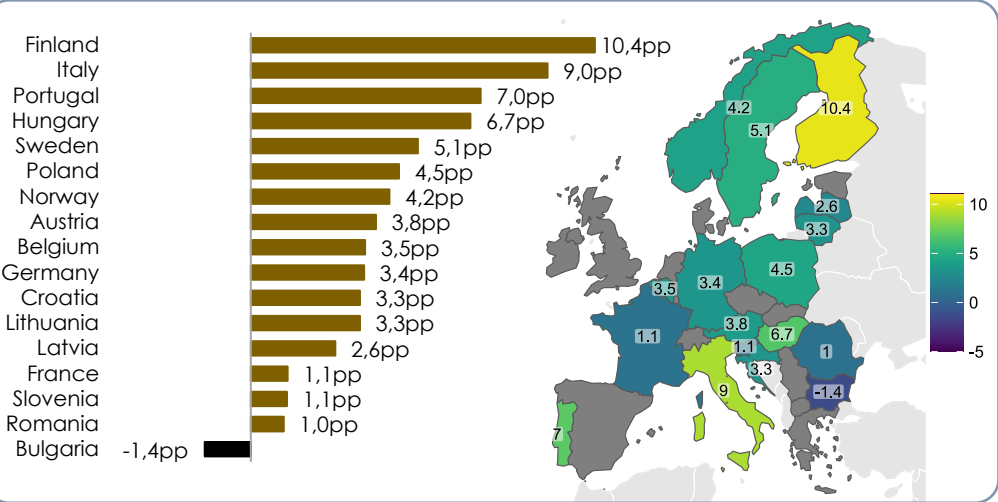 Finland 10,4pp
Italy 9,0pp
Portugal 7,0pp
Hungary 6,7pp
Sweden 5,1pp
Poland 4,5pp
Norway 4,2pp
Austria 3,8pp
Belgium 3,5pp
Germany 3,4pp
Croatia 3,3pp
Lithuania 3,3pp
Latvia 2,6pp
France 1,1pp
Slovenia 1,1pp
Romania 1,0pp
Bulgaria -1,4pp
4.2
10.4
5.1
2.6
3.3
4.5
3.4
3.5
3.8
6.7
1.1
1.1
1
3.3
9
-1.4
7
10
5
0
-5